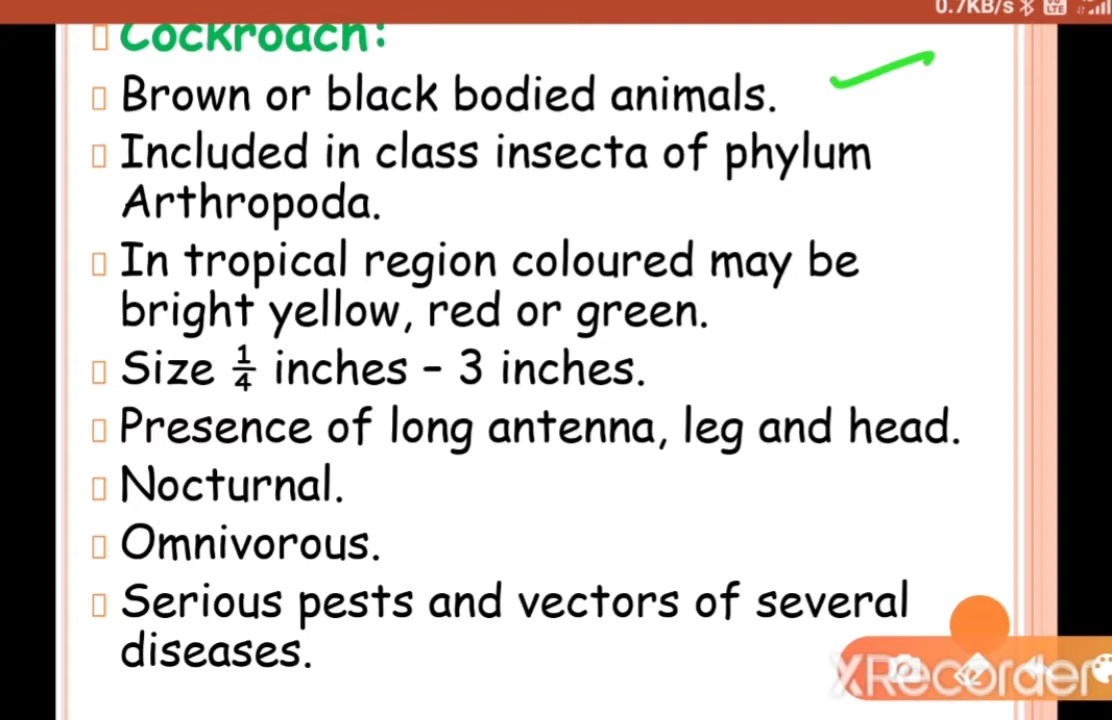 0.7KB/s
Cockroach:
Brown or black bodied animals.
Included in class insecta of phylum
Arthropoda.
In tropical region coloured may be
bright yellow, red or green.
Size 1/4 inches – 3 inches.
Presence of long antenna, leg and head.
Nocturnal.
Omnivorous.
Serious pests and vectors of several
diseases.
XRecorder